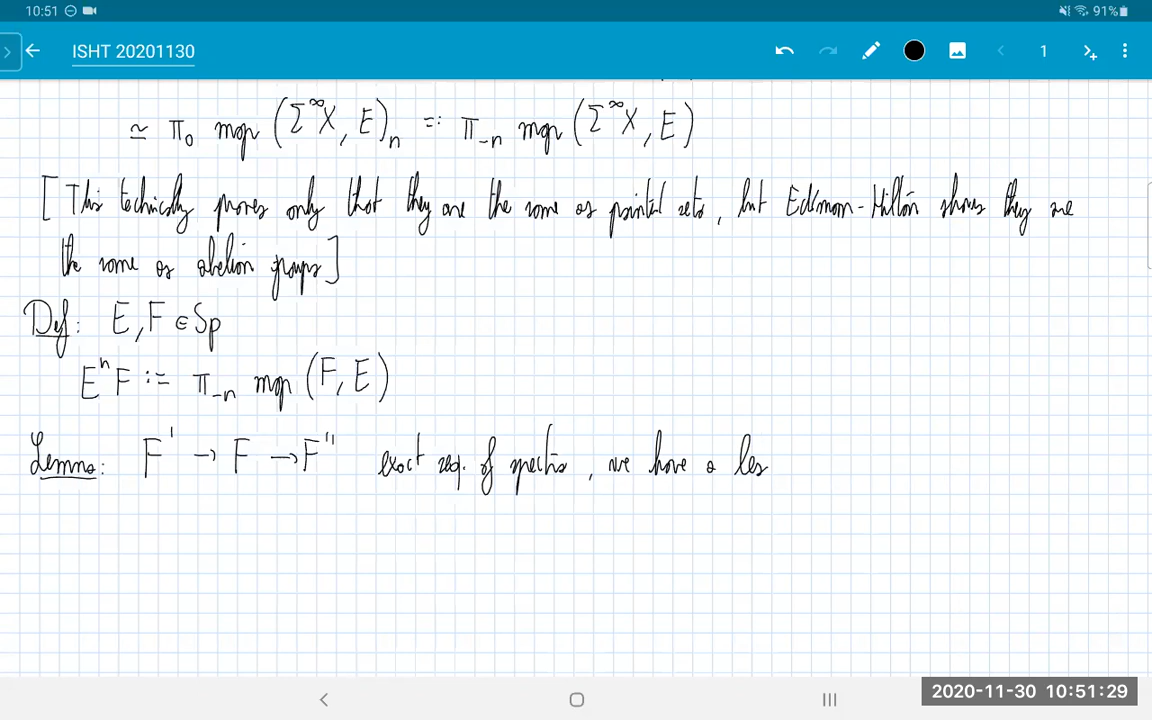 10:51 91%
ISHT 20201130 1
≃ π₀ map (Σ^∞X, E)ₙ =: π₋ₙ map (Σ^∞X, E)
[This technically proves only that they are the same as pointed sets, but Eckman-Hilton shows they are
the same as abelian groups]
Def: E, F ∈ Sp
EⁿF := π₋ₙ map (F, E)
Lemma: F' → F → F'' exact seq. of spectra, we have a les
2020-11-30 10:51:29